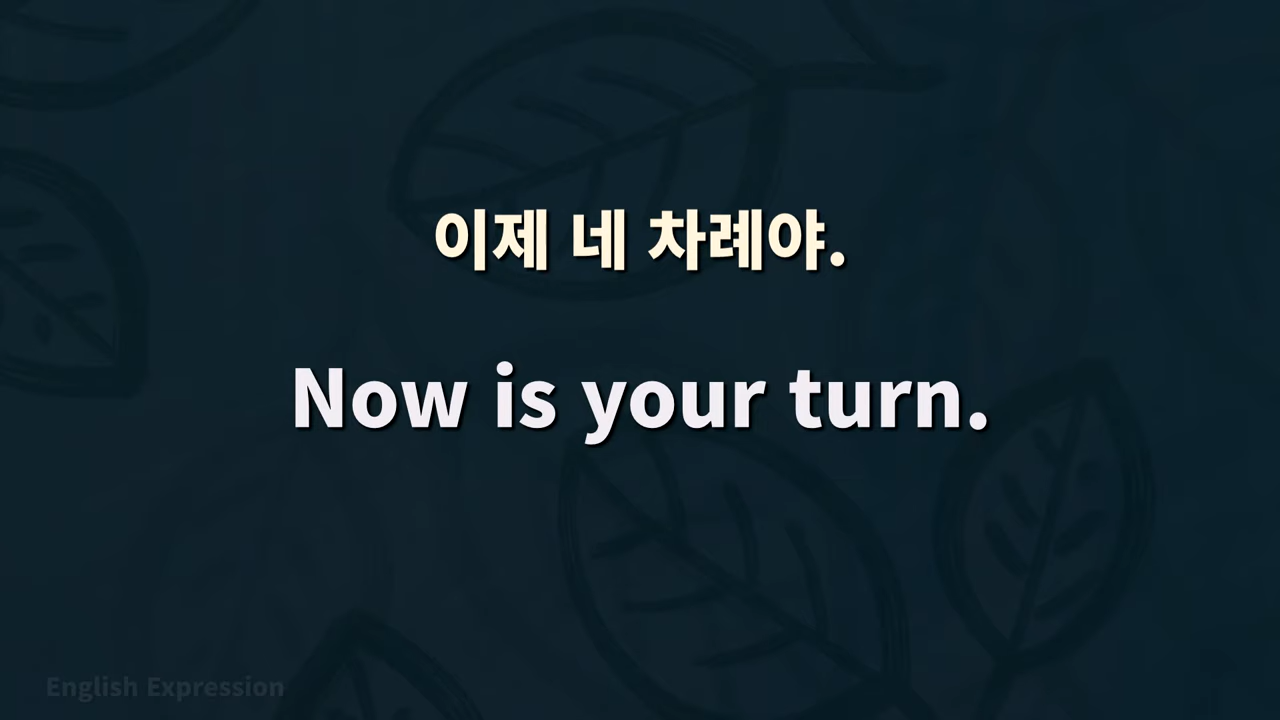 이제 네 차례야.
Now is your turn.
English Expression